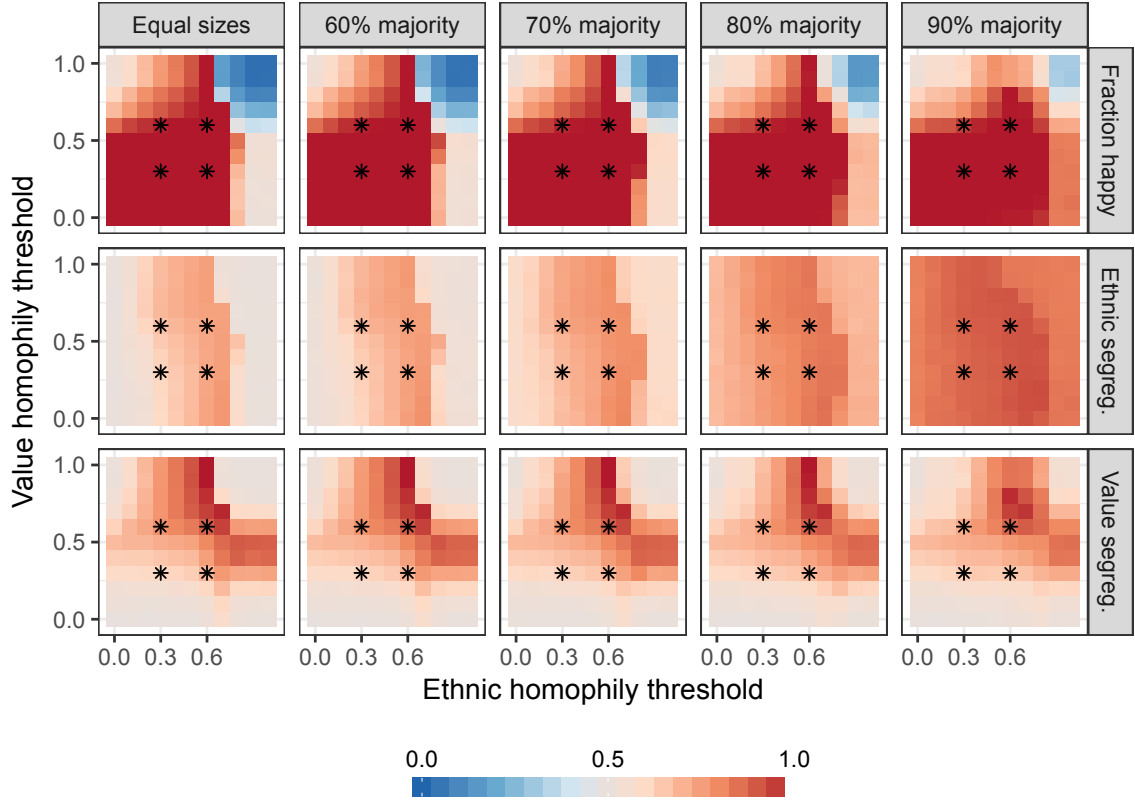 Equal sizes 60% majority 70% majority 80% majority 90% majority
Value homophily threshold
1.0
0.5
0.0
Fraction happy
1.0
0.5
0.0
Ethnic segreg.
1.0
0.5
0.0
Value segreg.
0.0 0.3 0.6 0.0 0.3 0.6 0.0 0.3 0.6 0.0 0.3 0.6 0.0 0.3 0.6
Ethnic homophily threshold
0.0 0.5 1.0